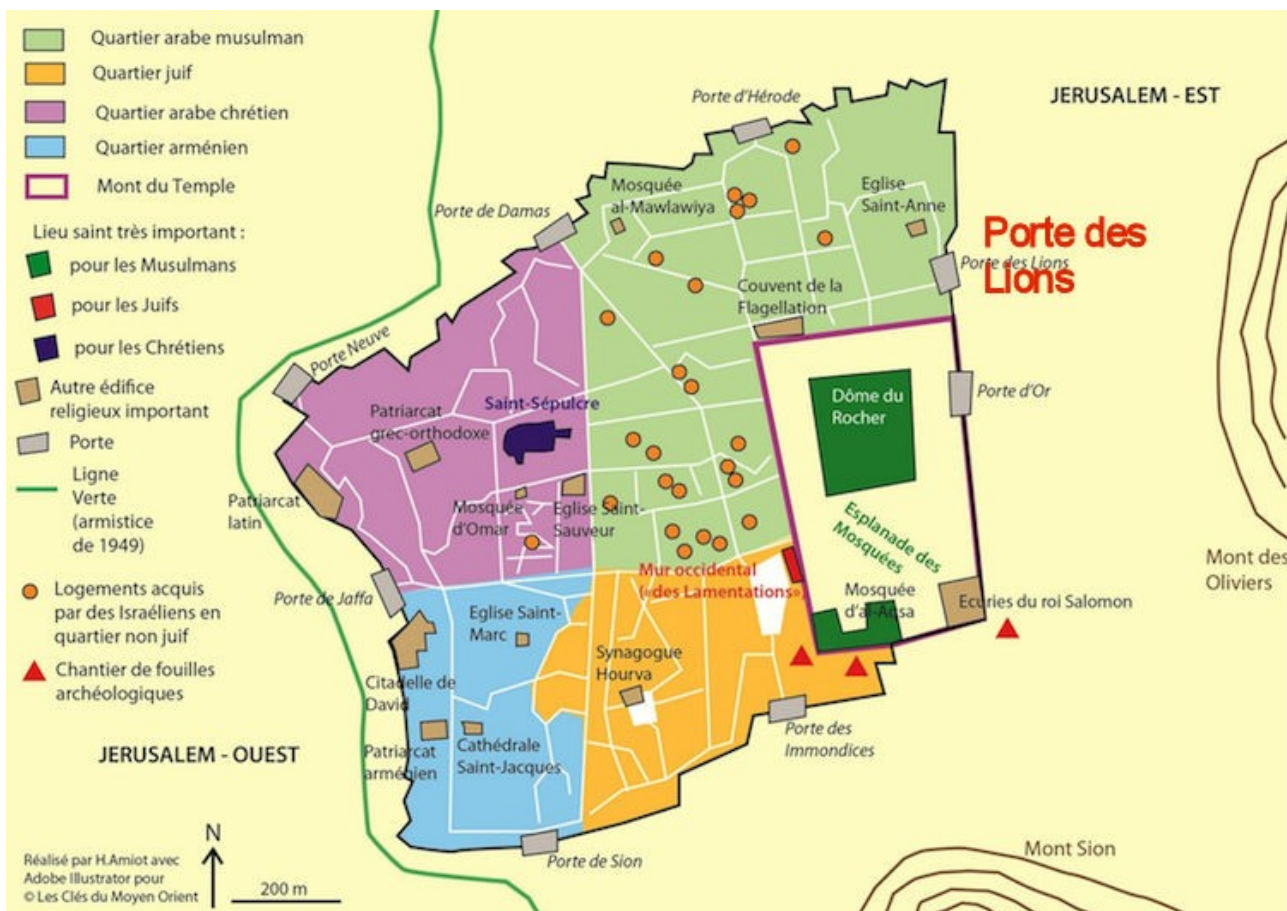 Quartier arabe musulman
Quartier juif
Quartier arabe chrétien
Quartier arménien
Mont du Temple
Lieu saint très important :
pour les Musulmans
pour les Juifs
pour les Chrétiens
Autre édifice
religieux important
Porte
Ligne
Verte
(armistice
de 1949)
Logements acquis
par des Israéliens en
quartier non juif
Chantier de fouilles
archéologiques
JERUSALEM - OUEST
N
200 m
Réalisé par H.Amiot avec
Adobe Illustrator pour
© Les Clés du Moyen Orient
JERUSALEM - EST
Porte d'Hérode
Mosquée
al-Mawlawiya
Eglise
Saint-Anne
Porte de Damas
Porte des
Lions
Porte des Lions
Couvent de la
Flagellation
Porte Neuve
Saint-Sépulcre
Patriarcat
grec-orthodoxe
Dôme du
Rocher
Porte d'Or
Patriarcat
latin
Mosquée
d'Omar
Eglise Saint-
Sauveur
Esplanade des
Mosquées
Mur occidental
(«des Lamentations»)
Mont des
Oliviers
Porte de Jaffa
Eglise Saint-
Marc
Mosquée
d'al-Aqsa
Ecuries du roi Salomon
Synagogue
Hourva
Citadelle de
David
Patriarcat
arménien
Cathédrale
Saint-Jacques
Porte des
Immondices
Porte de Sion
Mont Sion